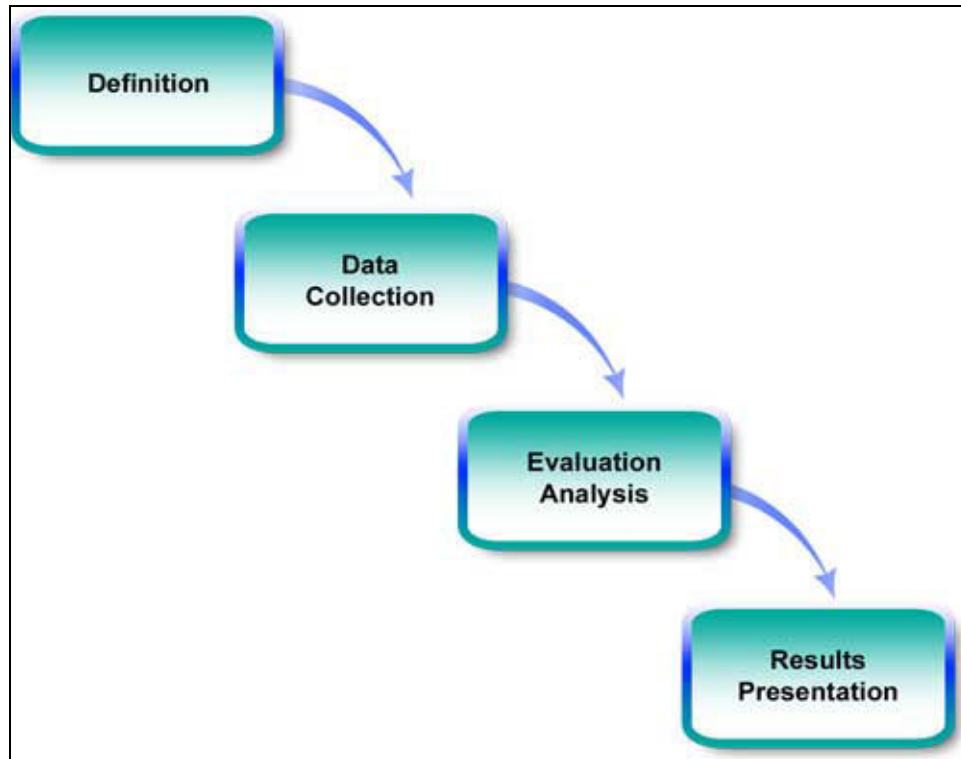 Definition
Data
Collection
Evaluation
Analysis
Results
Presentation